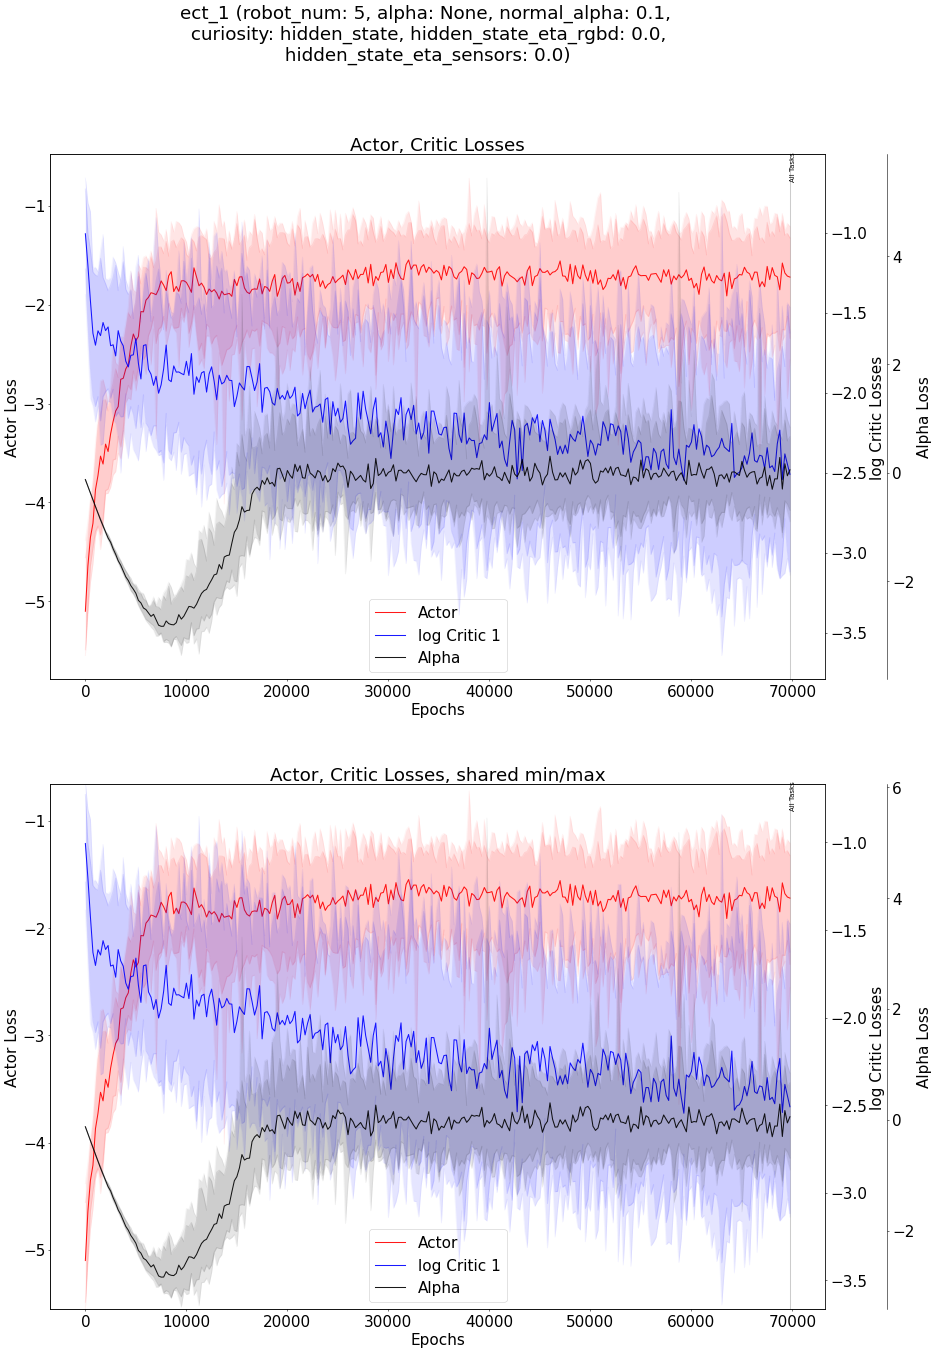 ect_1 (robot_num: 5, alpha: None, normal_alpha: 0.1,
curiosity: hidden_state, hidden_state_eta_rgbd: 0.0,
hidden_state_eta_sensors: 0.0)
Actor, Critic Losses
All Tasks
−1
−2
−3
−4
−5
Actor Loss
−1.0
−1.5
−2.0
−2.5
−3.0
−3.5
log Critic Losses
4
2
0
−2
Alpha Loss
Actor
log Critic 1
Alpha
0 10000 20000 30000 40000 50000 60000 70000
Epochs
Actor, Critic Losses, shared min/max
All Tasks
−1
−2
−3
−4
−5
Actor Loss
−1.0
−1.5
−2.0
−2.5
−3.0
−3.5
log Critic Losses
6
4
2
0
−2
Alpha Loss
Actor
log Critic 1
Alpha
0 10000 20000 30000 40000 50000 60000 70000
Epochs